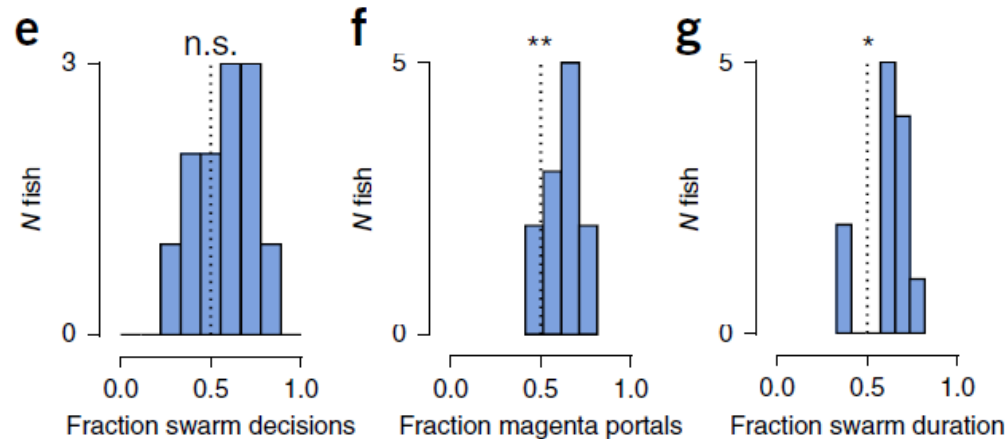 e
n.s.
3
0
N fish
0.0 0.5 1.0
Fraction swarm decisions
f
**
5
0
N fish
0.0 0.5 1.0
Fraction magenta portals
g
*
5
0
N fish
0.0 0.5 1.0
Fraction swarm duration